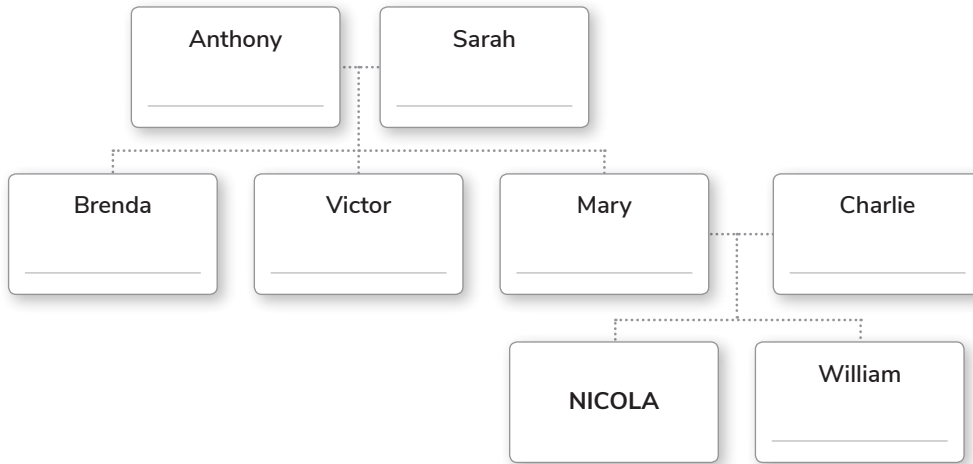 Anthony
Sarah
Brenda
Victor
Mary
Charlie
NICOLA
William